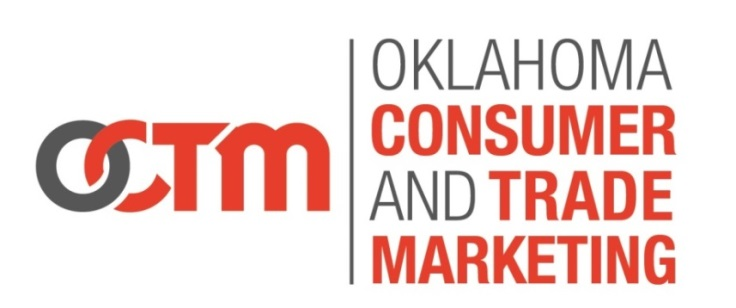 OCTM
OKLAHOMA
CONSUMER
AND TRADE
MARKETING